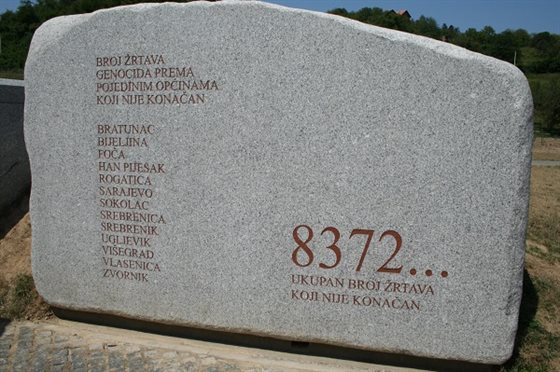 BROJ ŽRTAVA
GENOCIDA PREMA
POJEDINIM OPĆINAMA
KOJI NIJE KONAČAN
BRATUNAC
BIJELJINA
FOČA
HAN PIJESAK
ROGATICA
SARAJEVO
SOKOLAC
SREBRENICA
SREBRENIK
UGLJEVIK
VIŠEGRAD
VLASENICA
ZVORNIK
8372...
UKUPAN BROJ ŽRTAVA
KOJI NIJE KONAČAN